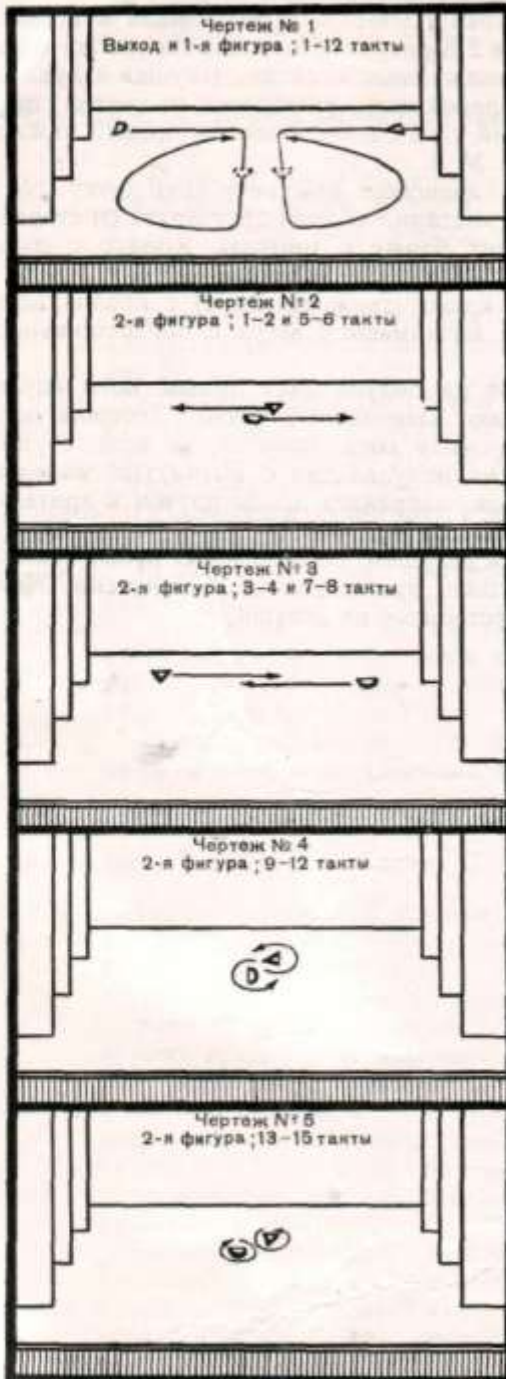 Чертеж № 1
Выход и 1-я фигура ; 1-12 такты
Чертеж № 2
2-я фигура ; 1-2 и 5-6 такты
Чертеж № 3
2-я фигура ; 3-4 и 7-8 такты
Чертеж № 4
2-я фигура ; 9-12 такты
Чертеж № 5
2-я фигура ; 13-15 такты